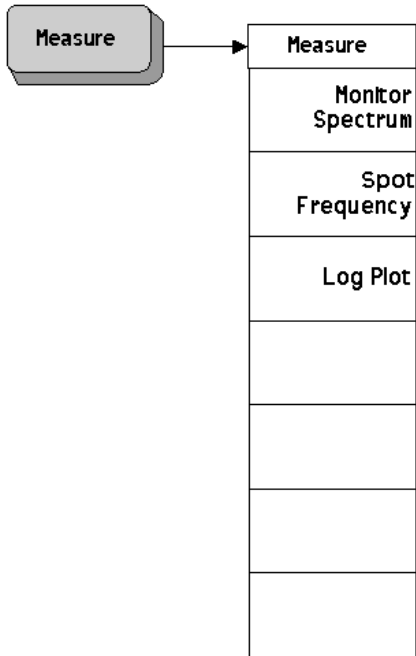 Measure
Measure
Monitor
Spectrum
Spot
Frequency
Log Plot